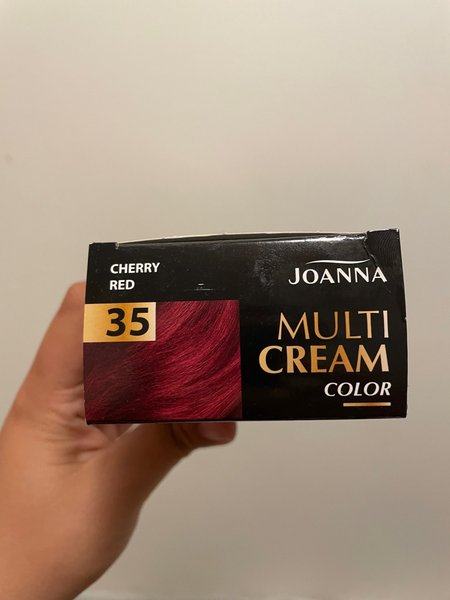 CHERRY
RED
35
JOANNA
MULTI
CREAM
COLOR